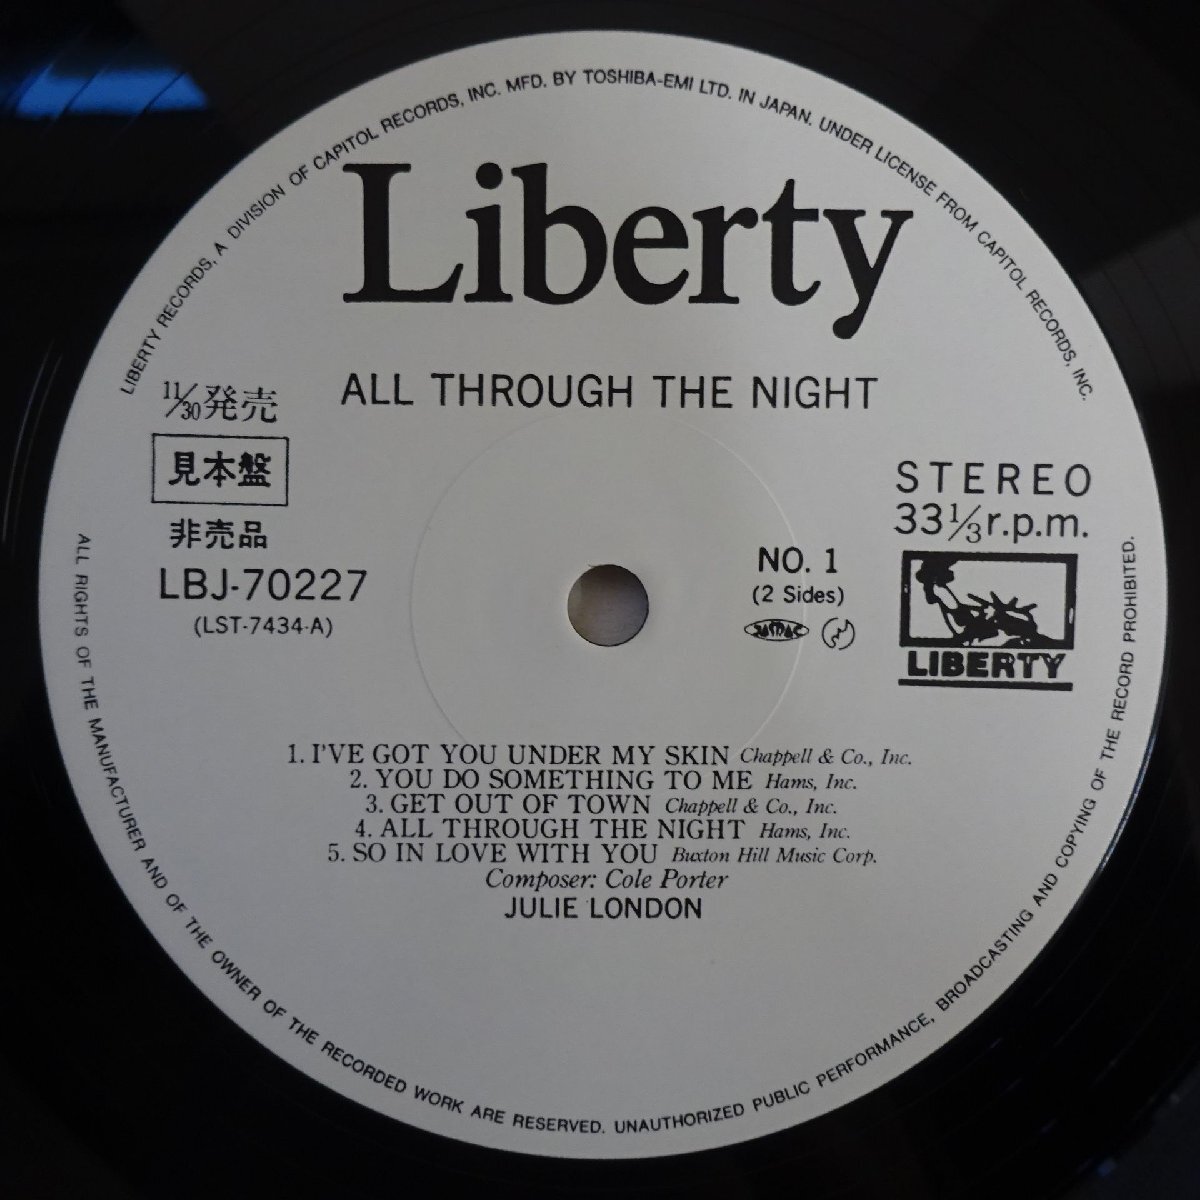 LIBERTY RECORDS, A DIVISION OF CAPITOL RECORDS, INC. MFD. BY TOSHIBA-EMI LTD. IN JAPAN. UNDER LICENSE FROM CAPITOL RECORDS, INC.
Liberty
ALL THROUGH THE NIGHT
11/30発売
見本盤
非売品
LBJ-70227
(LST-7434-A)
STEREO
33 1/3 r.p.m.
NO. 1
(2 Sides)
JASRAC
LIBERTY
1. I'VE GOT YOU UNDER MY SKIN Chappell & Co., Inc.
2. YOU DO SOMETHING TO ME Hams, Inc.
3. GET OUT OF TOWN Chappell & Co., Inc.
4. ALL THROUGH THE NIGHT Hams, Inc.
5. SO IN LOVE WITH YOU Buxton Hill Music Corp.
Composer: Cole Porter
JULIE LONDON
ALL RIGHTS OF THE MANUFACTURER AND OF THE OWNER OF THE RECORDED WORK ARE RESERVED. UNAUTHORIZED PUBLIC PERFORMANCE, BROADCASTING AND COPYING OF THE RECORD PROHIBITED.